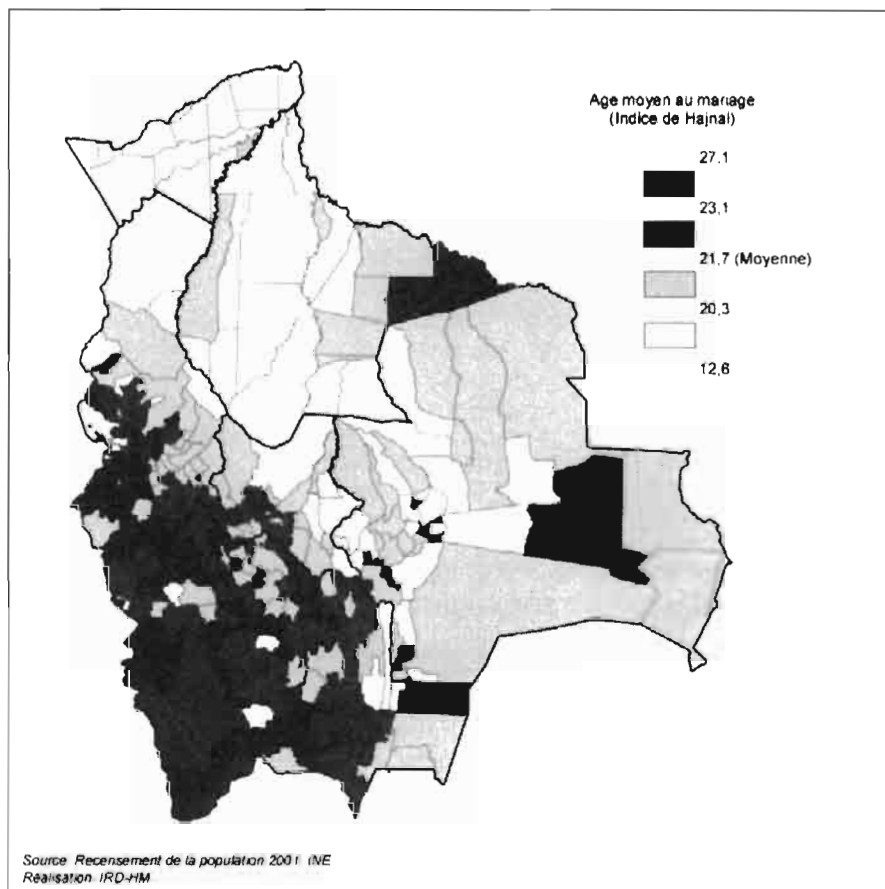 Age moyen au mariage
(Indice de Hajnal)
27,1
23,1
21,7 (Moyenne)
20,3
12,6
Source Recensement de la population 2001 INE
Réalisation IRD-HM